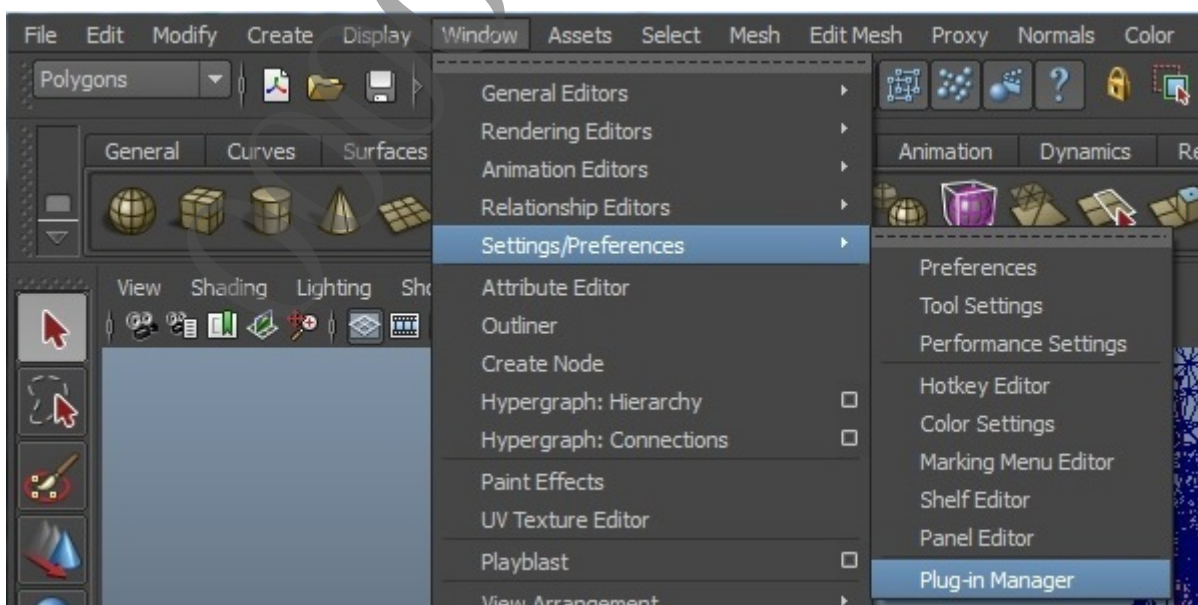 File Edit Modify Create Display Window Assets Select Mesh Edit Mesh Proxy Normals Color
Polygons
General Curves Surfaces Animation Dynamics
View Shading Lighting
General Editors
Rendering Editors
Animation Editors
Relationship Editors
Settings/Preferences
Attribute Editor
Outliner
Create Node
Hypergraph: Hierarchy
Hypergraph: Connections
Paint Effects
UV Texture Editor
Playblast
View Arrangement
Preferences
Tool Settings
Performance Settings
Hotkey Editor
Color Settings
Marking Menu Editor
Shelf Editor
Panel Editor
Plug-in Manager